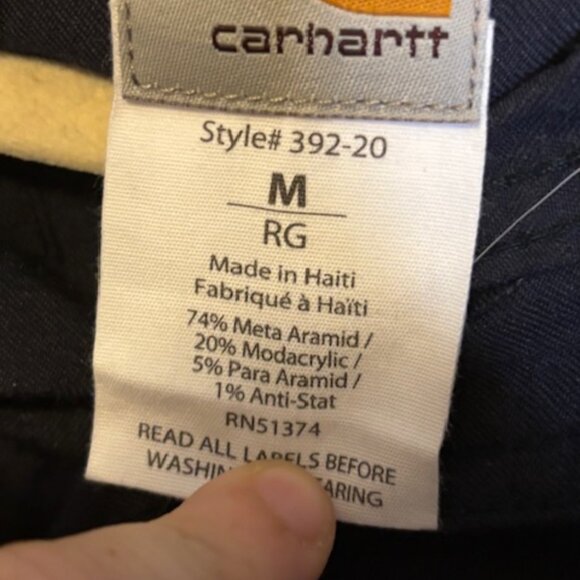 carhartt
Style# 392-20
M
RG
Made in Haiti
Fabriqué à Haïti
74% Meta Aramid /
20% Modacrylic /
5% Para Aramid /
1% Anti-Stat
RN51374
READ ALL LABELS BEFORE